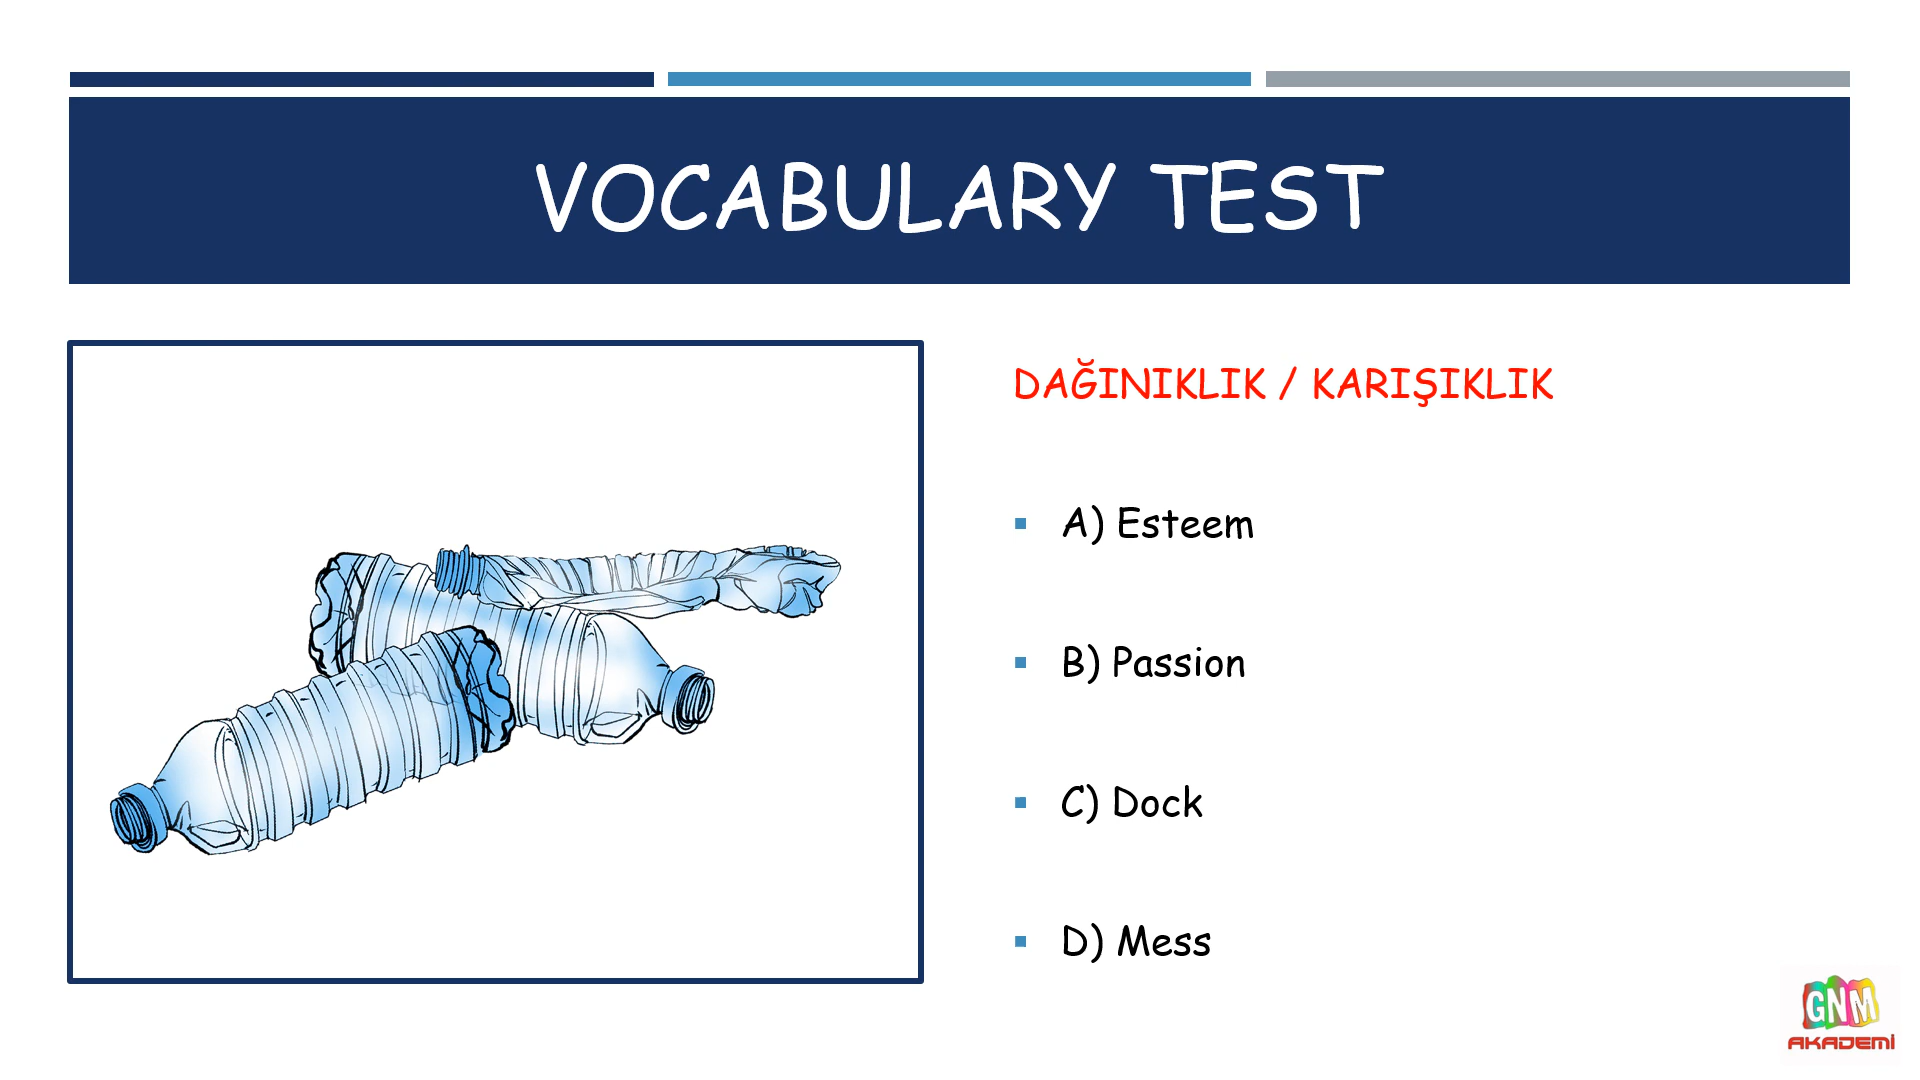 VOCABULARY TEST
DAĞINIKLIK / KARIŞIKLIK
A) Esteem
B) Passion
C) Dock
D) Mess
GNM
AKADEMİ